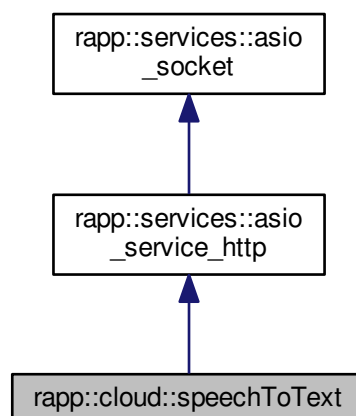 rapp::services::asio
_socket
rapp::services::asio
_service_http
rapp::cloud::speechToText